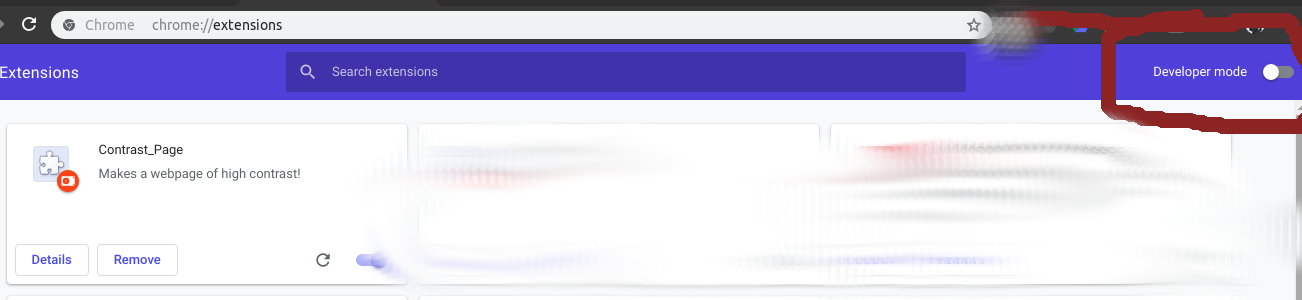 Chrome chrome://extensions
Extensions
Search extensions
Developer mode
Contrast_Page
Makes a webpage of high contrast!
Details
Remove